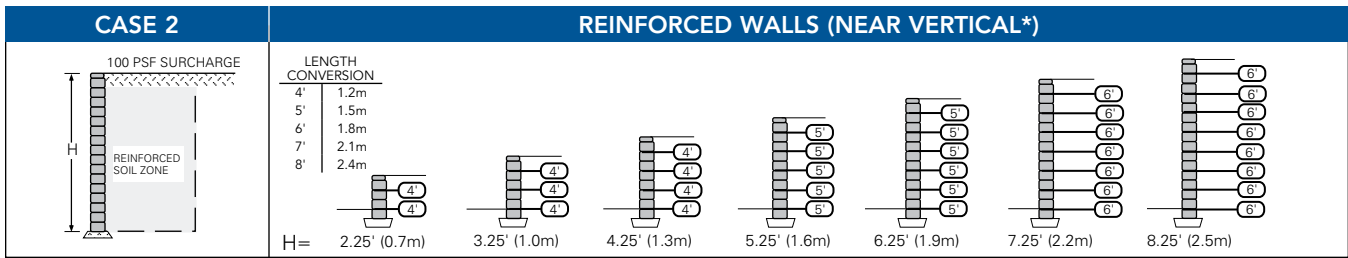 CASE 2
REINFORCED WALLS (NEAR VERTICAL*)
100 PSF SURCHARGE
H
REINFORCED
SOIL ZONE
LENGTH
CONVERSION
4' 1.2m
5' 1.5m
6' 1.8m
7' 2.1m
8' 2.4m
6'
6' 6'
5' 6' 6'
5' 5' 6' 6'
4' 5' 5' 6' 6'
4' 4' 5' 5' 6' 6'
4' 4' 4' 5' 5' 6' 6'
4' 4' 4' 5' 5' 6' 6'
H= 2.25' (0.7m) 3.25' (1.0m) 4.25' (1.3m) 5.25' (1.6m) 6.25' (1.9m) 7.25' (2.2m) 8.25' (2.5m)